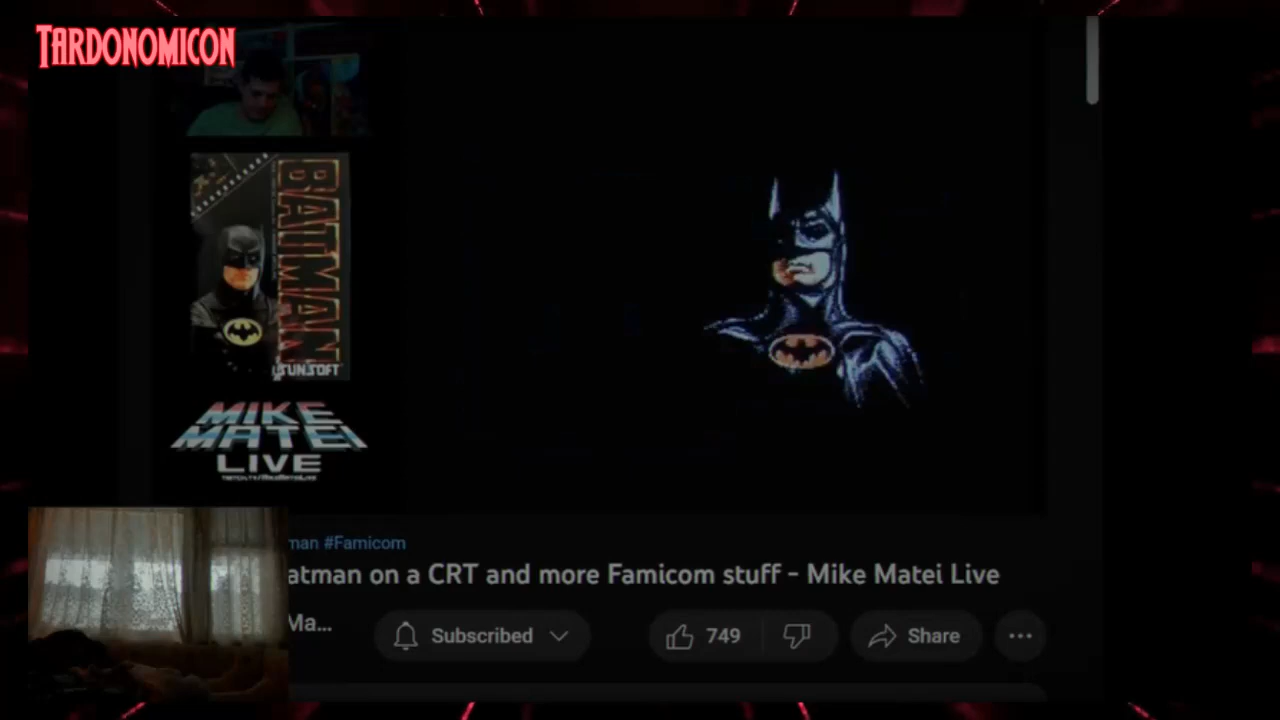 TARDONOMICON
BATMAN
SUNSOFT
MIKE
MATEI
LIVE
man #Famicom
atman on a CRT and more Famicom stuff - Mike Matei Live
Ma...
Subscribed
749
Share